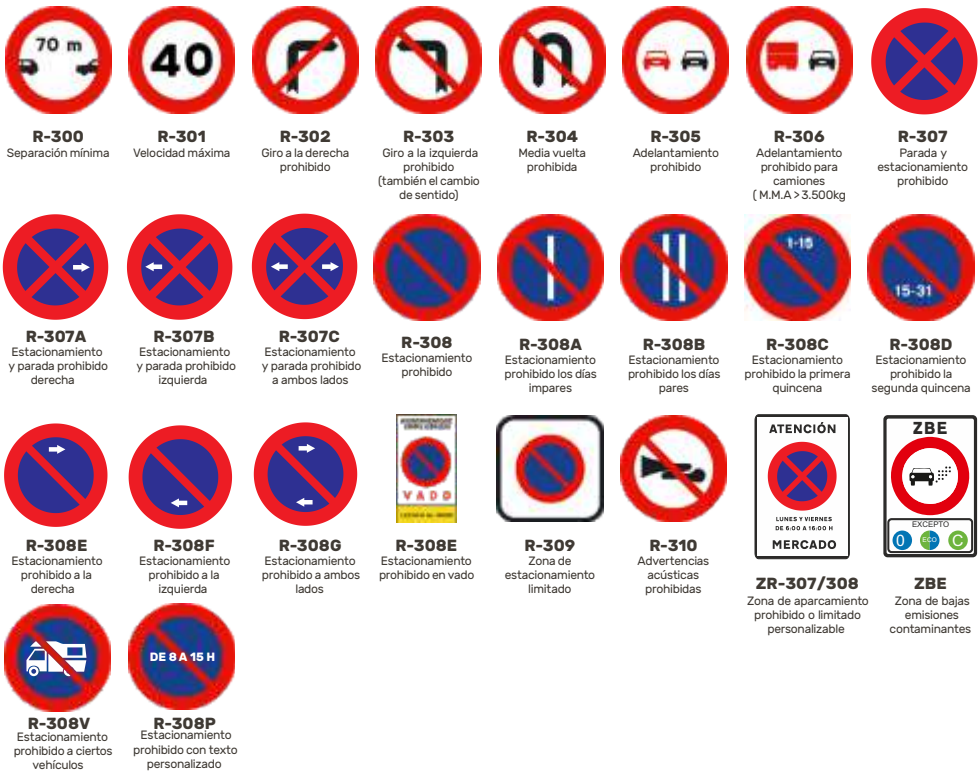 70 m
40
R-300
Separación mínima
R-301
Velocidad máxima
R-302
Giro a la derecha
prohibido
R-303
Giro a la izquierda
prohibido
(también el cambio
de sentido)
R-304
Media vuelta
prohibida
R-305
Adelantamiento
prohibido
R-306
Adelantamiento
prohibido para
camiones
( M.M.A > 3.500kg
R-307
Parada y
estacionamiento
prohibido
1-15
15-31
R-307A
Estacionamiento
y parada prohibido
derecha
R-307B
Estacionamiento
y parada prohibido
izquierda
R-307C
Estacionamiento
y parada prohibido
a ambos lados
R-308
Estacionamiento
prohibido
R-308A
Estacionamiento
prohibido los días
impares
R-308B
Estacionamiento
prohibido los días
pares
R-308C
Estacionamiento
prohibido la primera
quincena
R-308D
Estacionamiento
prohibido la
segunda quincena
VADO
ATENCIÓN
LUNES Y VIERNES
DE 6:00 A 16:00 H
MERCADO
ZBE
EXCEPTO
0 ECO C
R-308E
Estacionamiento
prohibido a la
derecha
R-308F
Estacionamiento
prohibido a la
izquierda
R-308G
Estacionamiento
prohibido a ambos
lados
R-308E
Estacionamiento
prohibido en vado
R-309
Zona de
estacionamiento
limitado
R-310
Advertencias
acústicas
prohibidas
ZR-307/308
Zona de aparcamiento
prohibido o limitado
personalizable
ZBE
Zona de bajas
emisiones
contaminantes
DE 8 A 15 H
R-308V
Estacionamiento
prohibido a ciertos
vehículos
R-308P
Estacionamiento
prohibido con texto
personalizado